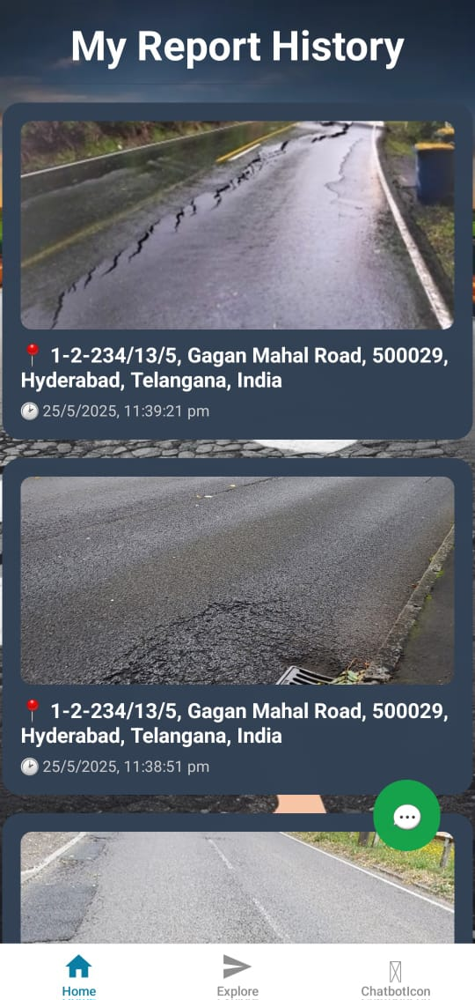 My Report History
📍 1-2-234/13/5, Gagan Mahal Road, 500029,
Hyderabad, Telangana, India
🕑 25/5/2025, 11:39:21 pm
📍 1-2-234/13/5, Gagan Mahal Road, 500029,
Hyderabad, Telangana, India
🕑 25/5/2025, 11:38:51 pm
Home
Explore
ChatbotIcon